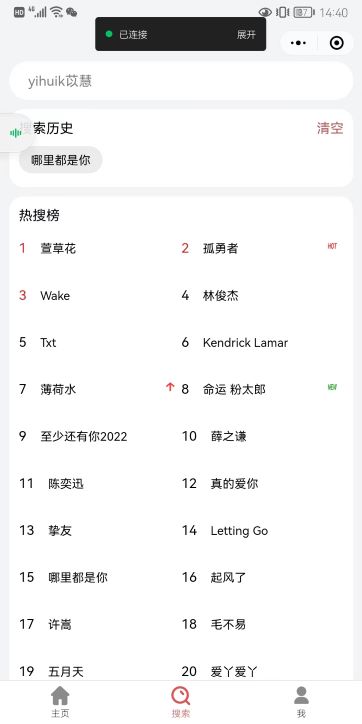 HD 4G 87 14:40
已连接 展开
yihuik苡慧
搜索历史 清空
哪里都是你
热搜榜
1 萱草花 2 孤勇者 HOT
3 Wake 4 林俊杰
5 Txt 6 Kendrick Lamar
7 薄荷水 8 命运 粉太郎 NEW
9 至少还有你2022 10 薛之谦
11 陈奕迅 12 真的爱你
13 挚友 14 Letting Go
15 哪里都是你 16 起风了
17 许嵩 18 毛不易
19 五月天 20 爱丫爱丫
主页 搜索 我